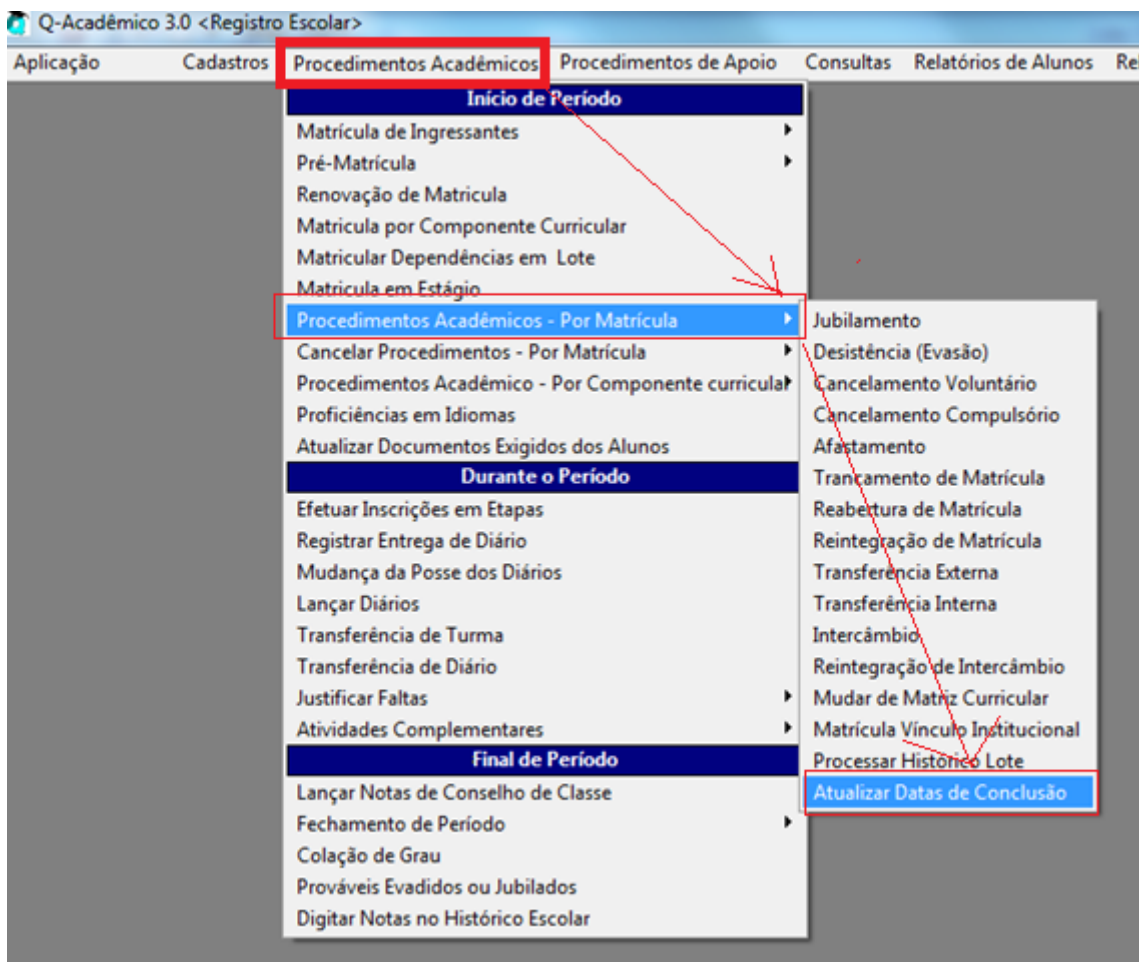 Q-Acadêmico 3.0 <Registro Escolar>
Aplicação Cadastros Procedimentos Acadêmicos Procedimentos de Apoio Consultas Relatórios de Alunos Rel
Início de Período
Matrícula de Ingressantes
Pré-Matrícula
Renovação de Matricula
Matricula por Componente Curricular
Matricular Dependências em Lote
Matricula em Estágio
Procedimentos Acadêmicos - Por Matrícula
Cancelar Procedimentos - Por Matrícula
Procedimentos Acadêmico - Por Componente curricular
Proficiências em Idiomas
Atualizar Documentos Exigidos dos Alunos
Durante o Período
Efetuar Inscrições em Etapas
Registrar Entrega de Diário
Mudança da Posse dos Diários
Lançar Diários
Transferência de Turma
Transferência de Diário
Justificar Faltas
Atividades Complementares
Final de Período
Lançar Notas de Conselho de Classe
Fechamento de Período
Colação de Grau
Prováveis Evadidos ou Jubilados
Digitar Notas no Histórico Escolar
Jubilamento
Desistência (Evasão)
Cancelamento Voluntário
Cancelamento Compulsório
Afastamento
Trancamento de Matrícula
Reabertura de Matrícula
Reintegração de Matrícula
Transferência Externa
Transferência Interna
Intercâmbio
Reintegração de Intercâmbio
Mudar de Matriz Curricular
Matrícula Vínculo Institucional
Processar Histórico Lote
Atualizar Datas de Conclusão